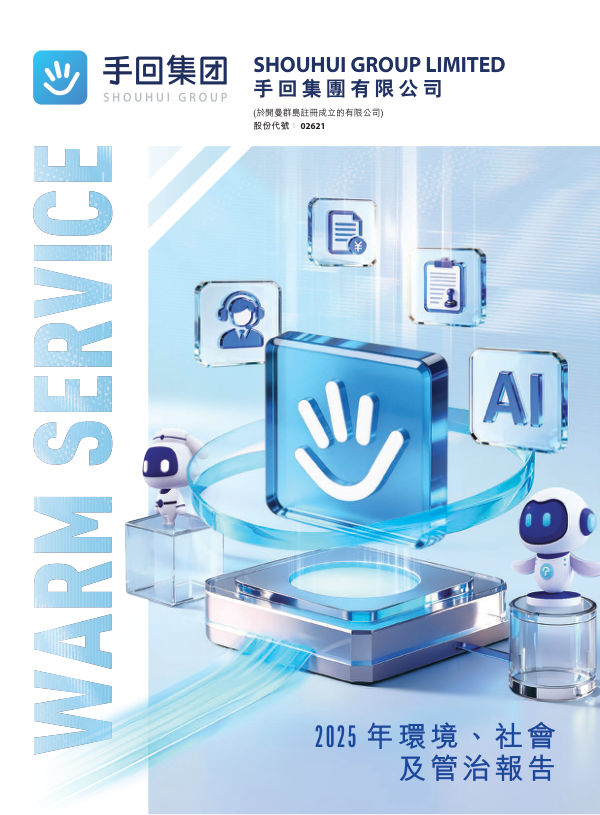 手回集团
SHOUHUI GROUP
SHOUHUI GROUP LIMITED
手回集團有限公司
(於開曼群島註冊成立的有限公司)
股份代號：02621
WARM SERVICE
¥
AI
2025 年環境、社會
及管治報告